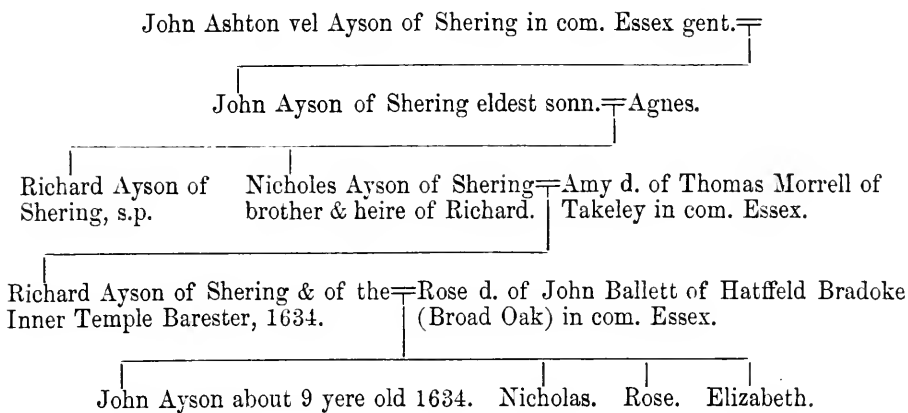 John Ashton vel Ayson of Shering in com. Essex gent.
John Ayson of Shering eldest sonn. Agnes.
Richard Ayson of
Shering, s.p.
Nicholes Ayson of Shering
brother & heire of Richard.
Amy d. of Thomas Morrell of
Takeley in com. Essex.
Richard Ayson of Shering & of the
Inner Temple Barester, 1634.
Rose d. of John Ballett of Hatffeld Bradoke
(Broad Oak) in com. Essex.
John Ayson about 9 yere old 1634. Nicholas. Rose. Elizabeth.